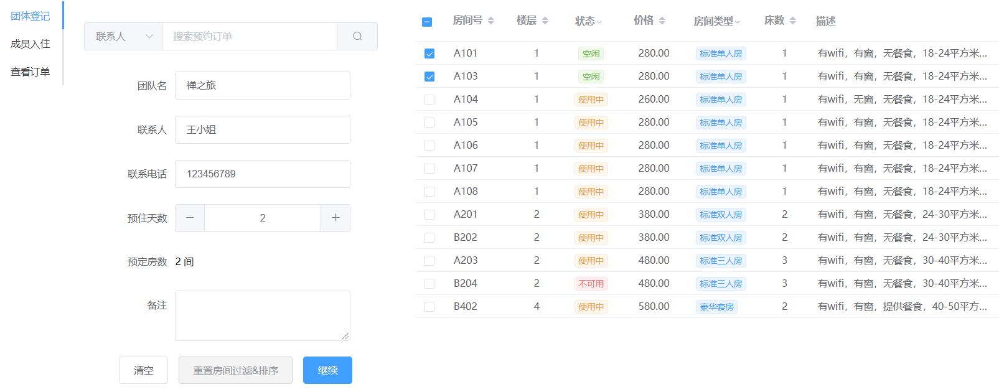 团体登记
成员入住
查看订单
联系人 搜索预约订单
团队名 禅之旅
联系人 王小姐
联系电话 123456789
预住天数 2
预定房数 2 间
备注
清空 重置房间过滤&排序 继续
房间号 楼层 状态 价格 房间类型 床数 描述
A101 1 空闲 280.00 标准单人房 1 有wifi，有窗，无餐食，18-24平方米...
A103 1 空闲 280.00 标准单人房 1 有wifi，有窗，无餐食，18-24平方米...
A104 1 使用中 260.00 标准单人房 1 有wifi，无窗，无餐食，18-24平方米...
A105 1 使用中 280.00 标准单人房 1 有wifi，有窗，无餐食，18-24平方米...
A106 1 使用中 280.00 标准单人房 1 有wifi，有窗，无餐食，18-24平方米...
A107 1 使用中 280.00 标准单人房 1 有wifi，有窗，无餐食，18-24平方米...
A108 1 使用中 280.00 标准单人房 1 有wifi，有窗，无餐食，18-24平方米...
A201 2 使用中 380.00 标准双人房 2 有wifi，有窗，无餐食，24-30平方米...
B202 2 使用中 380.00 标准双人房 2 有wifi，有窗，无餐食，24-30平方米...
A203 2 使用中 480.00 标准三人房 3 有wifi，有窗，无餐食，30-40平方米...
B204 2 不可用 480.00 标准三人房 3 有wifi，有窗，无餐食，30-40平方米...
B402 4 使用中 580.00 豪华套房 2 有wifi，有窗，提供餐食，40-50平方...